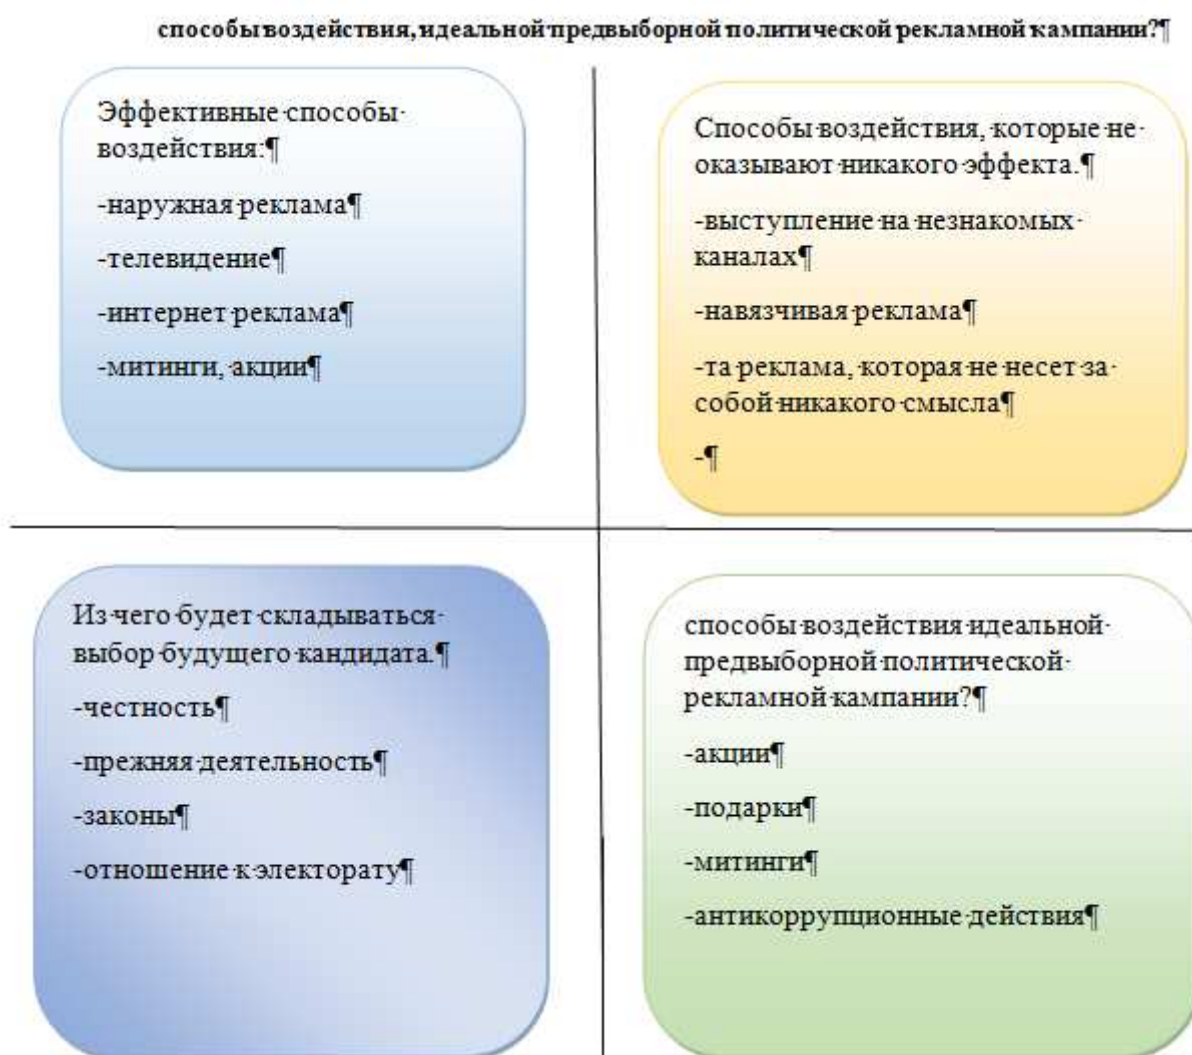 способы воздействия, идеальной предвыборной политической рекламной кампании?¶
Эффективные способы
воздействия:¶
-наружная реклама¶
-телевидение¶
-интернет реклама¶
-митинги, акции¶
Способы воздействия, которые не
оказывают никакого эффекта.¶
-выступление на незнакомых
каналах¶
-навязчивая реклама¶
-та реклама, которая не несет за
собой никакого смысла¶
-¶
Из чего будет складываться
выбор будущего кандидата.¶
-честность¶
-прежняя деятельность¶
-законы¶
-отношение к электорату¶
способы воздействия идеальной
предвыборной политической
рекламной кампании?¶
-акции¶
-подарки¶
-митинги¶
-антикоррупционные действия¶